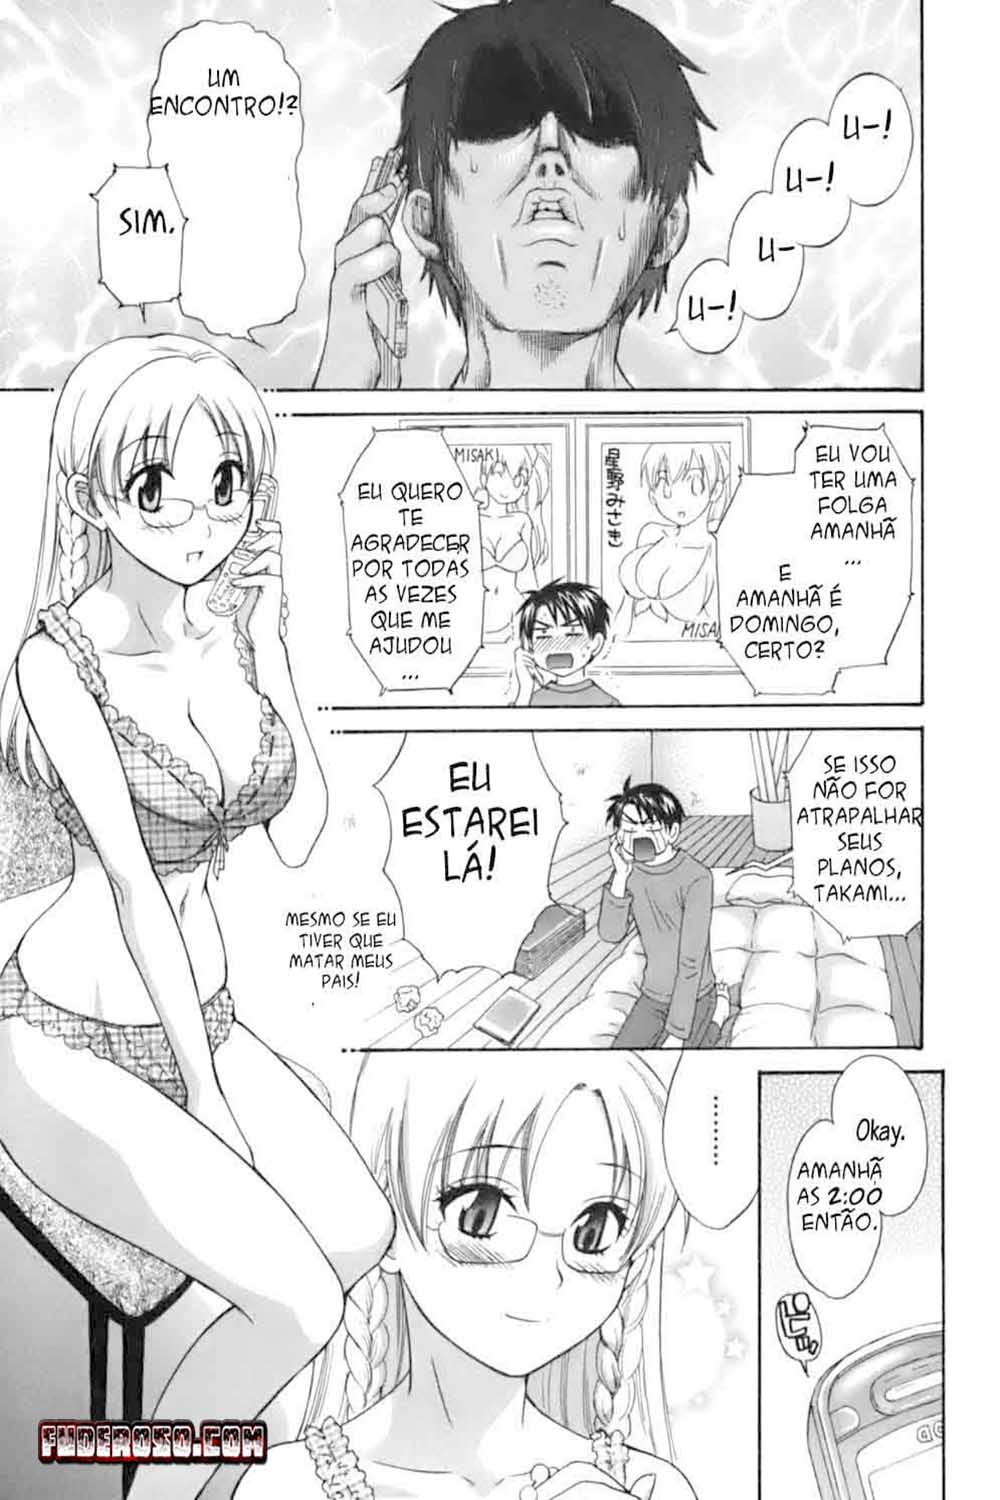 U-!
U-!
U-
U-!
UM
ENCONTRO!?
SIM.
EU VOU
TER UMA
FOLGA
AMANHÃ
...
E
AMANHÃ É
DOMINGO,
CERTO?
MISAKI
星野みさき
MISA
EU QUERO
TE
AGRADECER
POR TODAS
AS VEZES
QUE ME
AJUDOU
...
SE ISSO
NÃO FOR
ATRAPALHAR
SEUS
PLANOS,
TAKAMI...
EU
ESTAREI
LÁ!
MESMO SE EU
TIVER QUE
MATAR MEUS
PAIS!
........
Okay.
AMANHÃ
AS 2:00
ENTÃO.
ピッ
FUDEROSO.COM